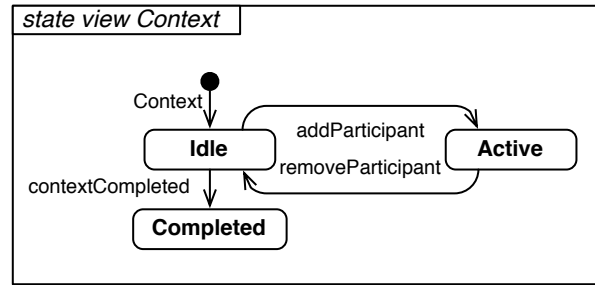 state view Context
Context
addParticipant
Idle
Active
removeParticipant
contextCompleted
Completed